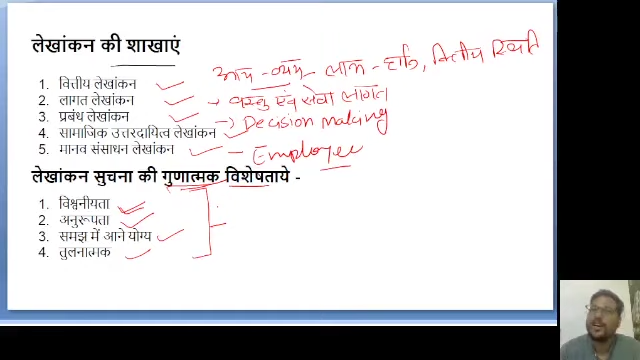 लेखांकन की शाखाएं
आय - व्यय - लाभ - हानि, वित्तीय स्थिति
1. वित्तीय लेखांकन
2. लागत लेखांकन - वस्तु एवं सेवा लागत
3. प्रबंध लेखांकन -) Decision making
4. सामाजिक उत्तरदायित्व लेखांकन
5. मानव संसाधन लेखांकन - Employee
लेखांकन सुचना की गुणात्मक विशेषताये -
1. विश्वनीयता
2. अनुरूपता
3. समझ में आने योग्य
4. तुलनात्मक